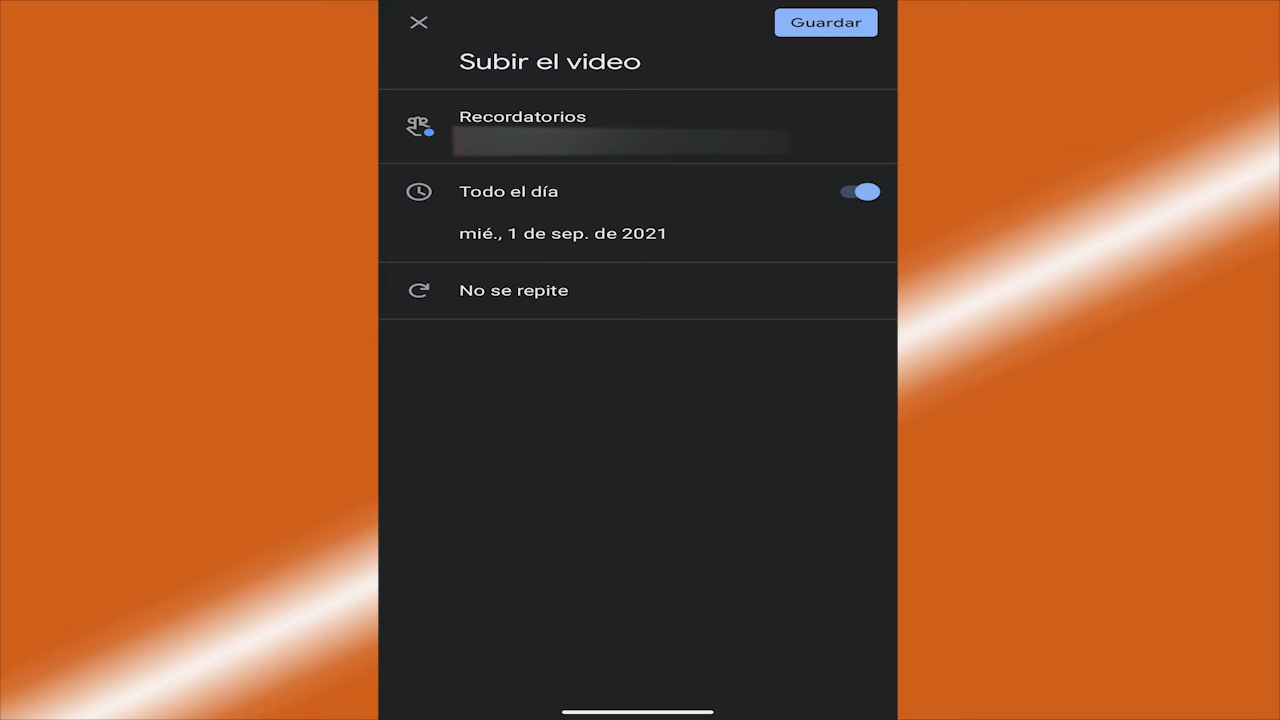 Guardar
Subir el video
Recordatorios
Todo el día
mié., 1 de sep. de 2021
No se repite